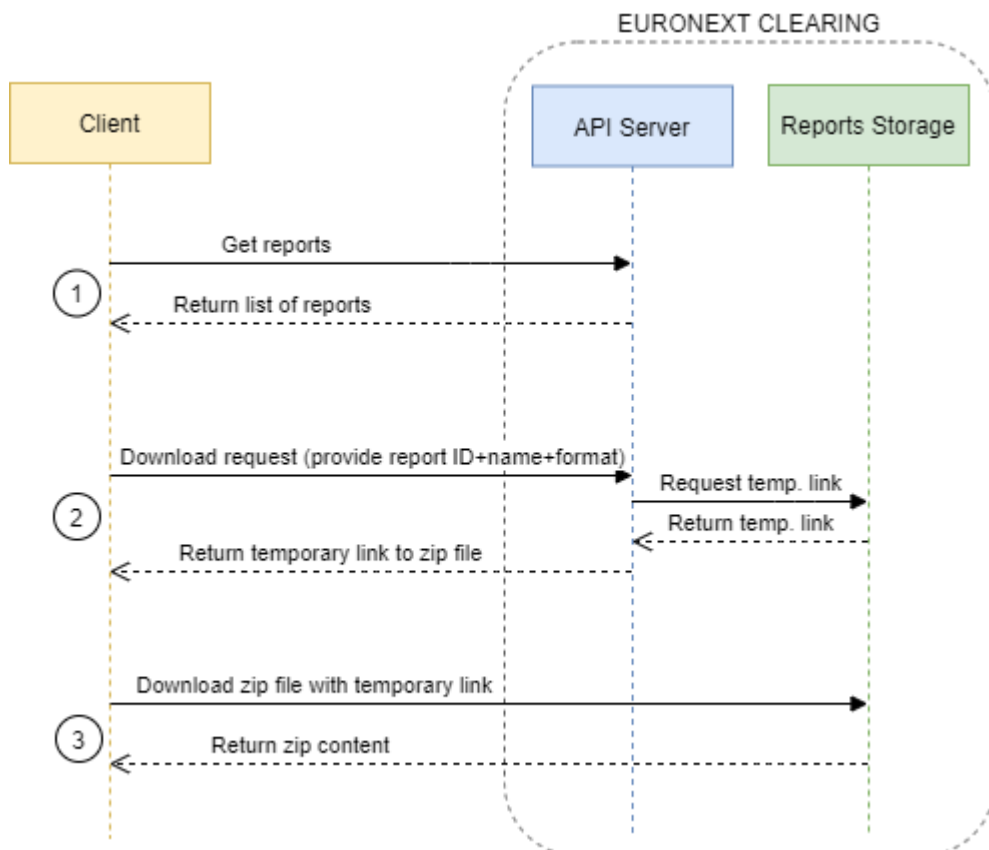 EURONEXT CLEARING
Client
API Server
Reports Storage
Get reports
1
Return list of reports
Download request (provide report ID+name+format)
Request temp. link
2
Return temp. link
Return temporary link to zip file
Download zip file with temporary link
3
Return zip content